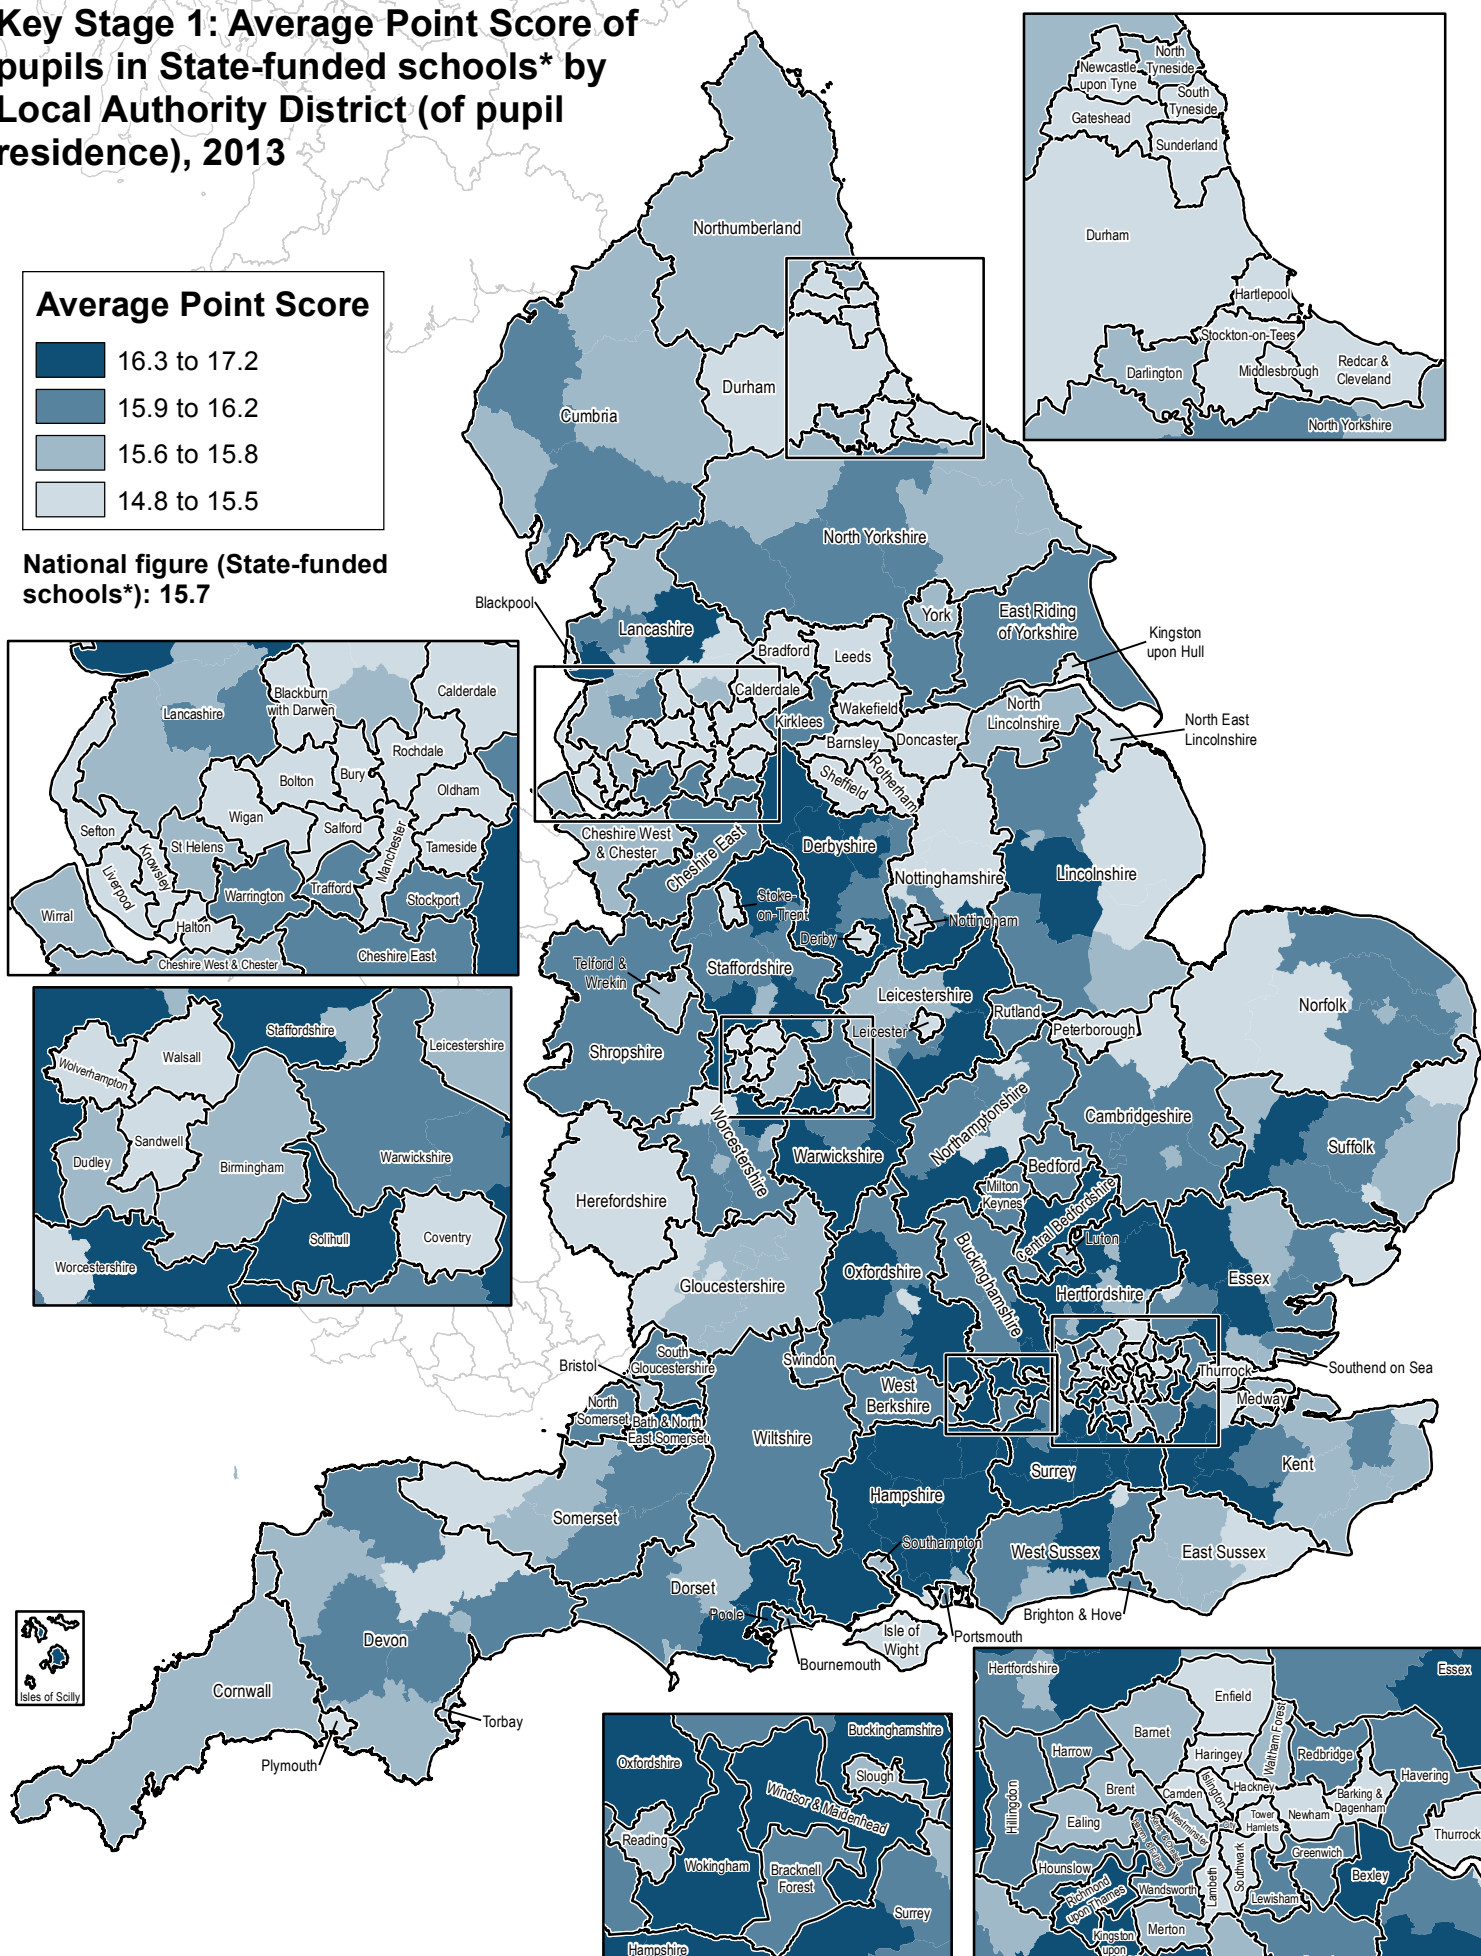 Key Stage 1: Average Point Score of
pupils in State-funded schools* by
Local Authority District (of pupil
residence), 2013
Average Point Score
16.3 to 17.2
15.9 to 16.2
15.6 to 15.8
14.8 to 15.5
National figure (State-funded
schools*): 15.7
North
Tyneside
Newcastle
upon Tyne
South
Tyneside
Gateshead
Sunderland
Durham
Hartlepool
Stockton-on-Tees
Darlington
Middlesbrough
Redcar &
Cleveland
North Yorkshire
Northumberland
Cumbria
Durham
North Yorkshire
York
East Riding
of Yorkshire
Kingston
upon Hull
Blackpool
Lancashire
Bradford
Leeds
Calderdale
Kirklees
Wakefield
Barnsley
Doncaster
North
Lincolnshire
North East
Lincolnshire
Sheffield
Rotherham
Cheshire West
& Chester
Cheshire East
Derbyshire
Nottinghamshire
Lincolnshire
Stoke-
on-Trent
Derby
Nottingham
Telford &
Wrekin
Staffordshire
Leicestershire
Leicester
Rutland
Peterborough
Norfolk
Shropshire
Worcestershire
Warwickshire
Northamptonshire
Cambridgeshire
Suffolk
Herefordshire
Bedford
Milton
Keynes
Central Bedfordshire
Luton
Gloucestershire
Oxfordshire
Buckinghamshire
Hertfordshire
Essex
Bristol
South
Gloucestershire
Swindon
West
Berkshire
Thurrock
Southend on Sea
Medway
North
Somerset
Bath & North
East Somerset
Wiltshire
Surrey
Kent
Hampshire
Somerset
Southampton
West Sussex
East Sussex
Dorset
Poole
Bournemouth
Isle of
Wight
Portsmouth
Brighton & Hove
Devon
Cornwall
Torbay
Plymouth
Isles of Scilly
Lancashire
Blackburn
with Darwen
Calderdale
Rochdale
Bolton
Bury
Oldham
Wigan
Salford
Sefton
St Helens
Knowsley
Liverpool
Manchester
Tameside
Warrington
Trafford
Stockport
Wirral
Halton
Cheshire West & Chester
Cheshire East
Staffordshire
Leicestershire
Walsall
Wolverhampton
Sandwell
Dudley
Birmingham
Warwickshire
Solihull
Coventry
Worcestershire
Buckinghamshire
Oxfordshire
Slough
Windsor & Maidenhead
Reading
Wokingham
Bracknell
Forest
Surrey
Hampshire
Hertfordshire
Essex
Enfield
Barnet
Harrow
Haringey
Waltham Forest
Redbridge
Havering
Hillingdon
Brent
Camden
Islington
Hackney
Barking &
Dagenham
Ealing
Westminster
City
Tower
Hamlets
Newham
Thurrock
Hounslow
Greenwich
Bexley
Richmond
upon Thames
Wandsworth
Lambeth
Southwark
Lewisham
Kingston
upon
Merton